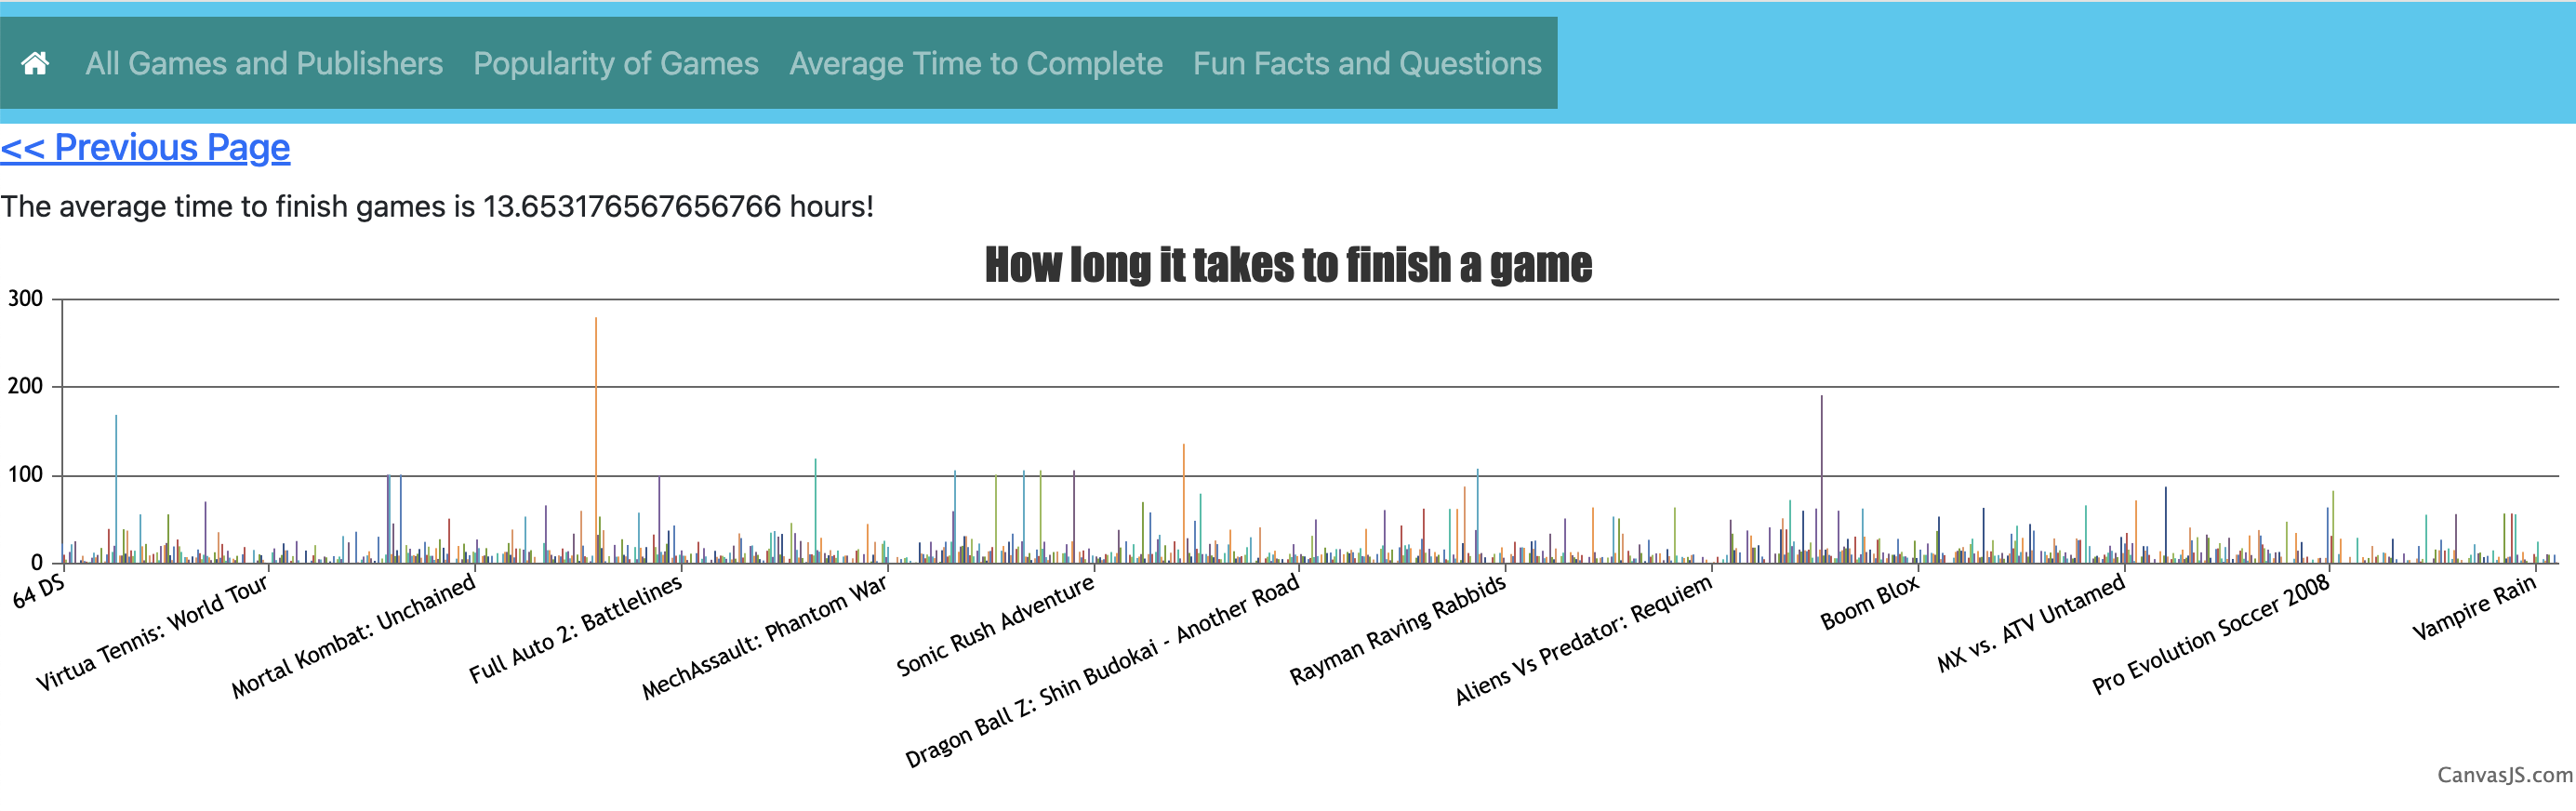 All Games and Publishers Popularity of Games Average Time to Complete Fun Facts and Questions
<< Previous Page
The average time to finish games is 13.653176567656766 hours!
How long it takes to finish a game
300
200
100
0
64 DS
Virtua Tennis: World Tour
Mortal Kombat: Unchained
Full Auto 2: Battlelines
MechAssault: Phantom War
Sonic Rush Adventure
Dragon Ball Z: Shin Budokai - Another Road
Rayman Raving Rabbids
Aliens Vs Predator: Requiem
Boom Blox
MX vs. ATV Untamed
Pro Evolution Soccer 2008
Vampire Rain
CanvasJS.com